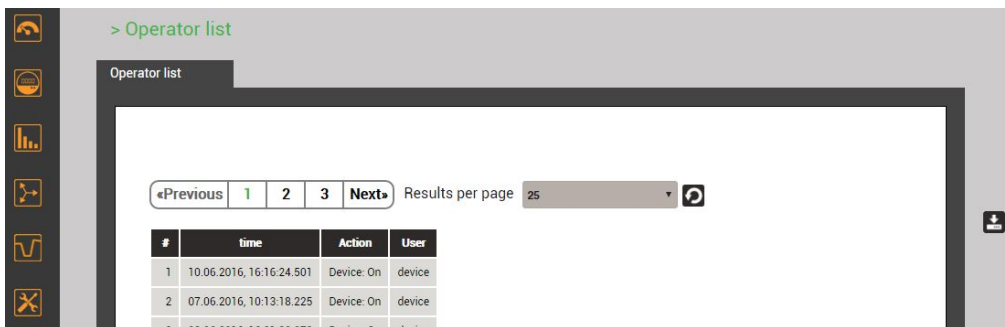 > Operator list
Operator list
«Previous 1 2 3 Next» Results per page 25
# time Action User
1 10.06.2016, 16:16:24.501 Device: On device
2 07.06.2016, 10:13:18.225 Device: On device